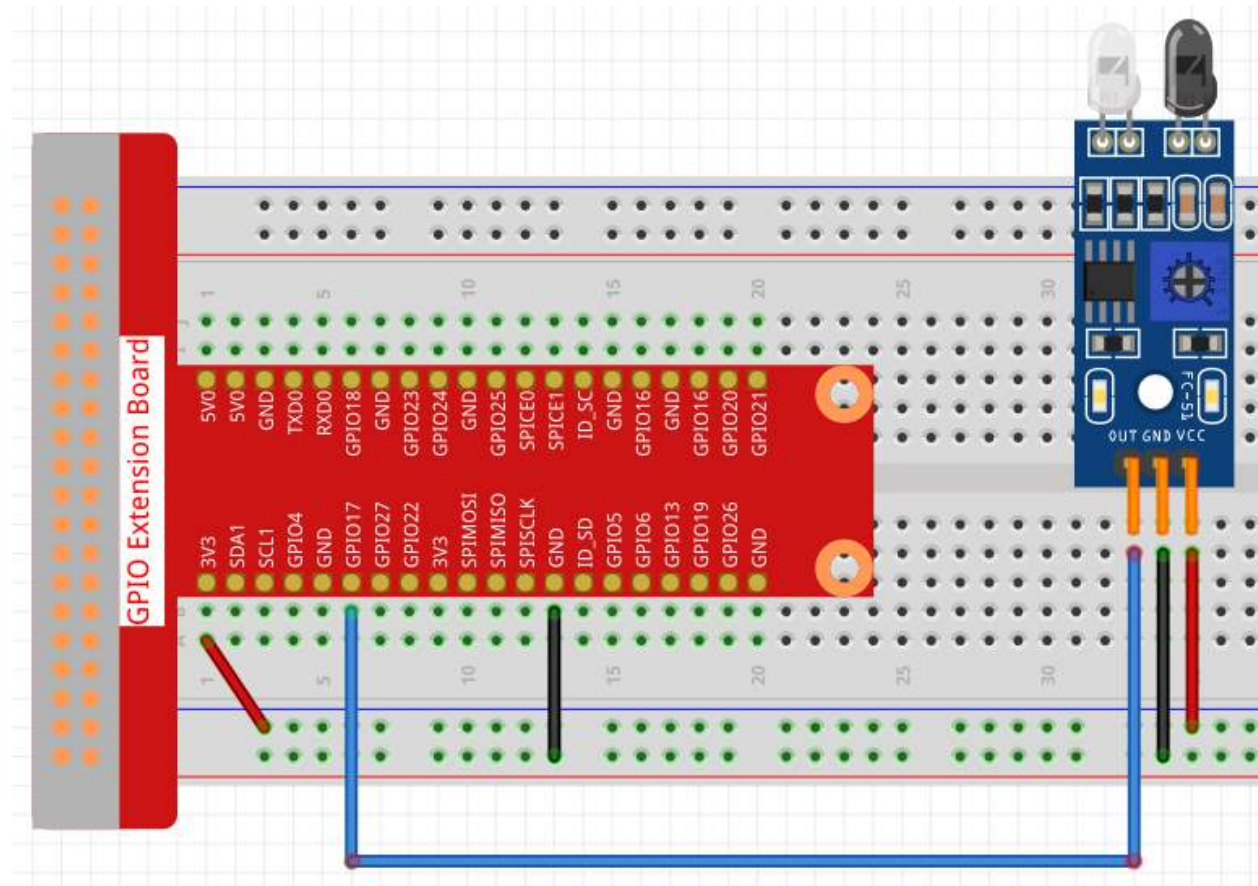 GPIO Extension Board
1
5
10
15
20
25
30
J
5V0
5V0
GND
TXD0
RXD0
GPIO18
GND
GPIO23
GPIO24
GND
GPIO25
SPICE0
SPICE1
ID_SC
GND
GPIO16
GND
GPIO16
GPIO20
GPIO21
3V3
SDA1
SCL1
GPIO4
GND
GPIO17
GPIO27
GPIO22
3V3
SPIMOSI
SPIMISO
SPISCLK
GND
ID_SD
GPIO5
GPIO6
GPIO13
GPIO19
GPIO26
GND
FC-51
OUT GND VCC
B
A
1
5
10
15
20
25
30